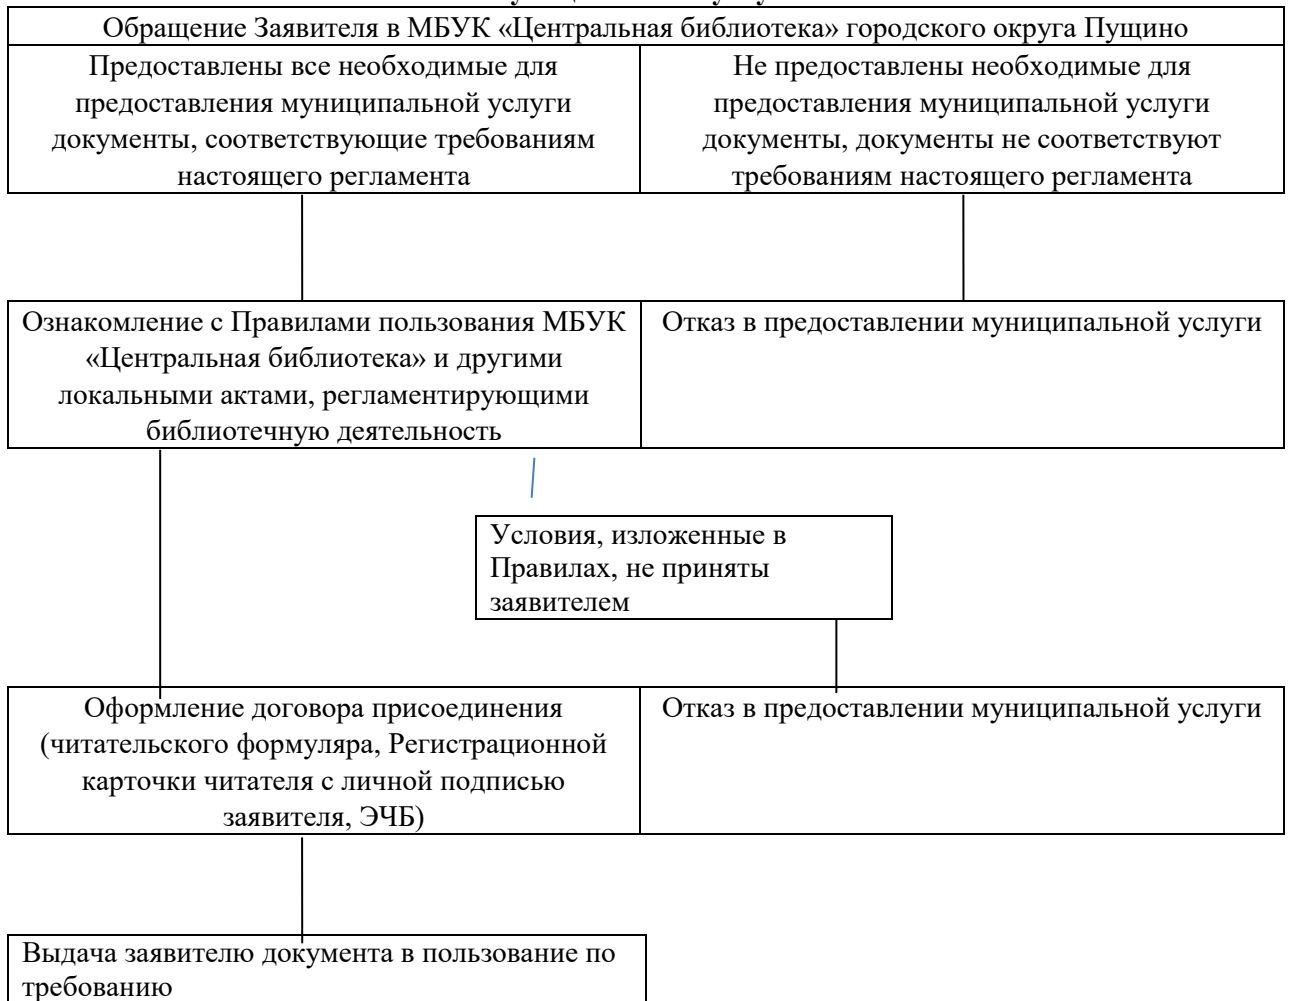 Обращение Заявителя в МБУК «Центральная библиотека» городского округа Пущино
Предоставлены все необходимые для
предоставления муниципальной услуги
документы, соответствующие требованиям
настоящего регламента
Не предоставлены необходимые для
предоставления муниципальной услуги
документы, документы не соответствуют
требованиям настоящего регламента
Ознакомление с Правилами пользования МБУК
«Центральная библиотека» и другими
локальными актами, регламентирующими
библиотечную деятельность
Отказ в предоставлении муниципальной услуги
Условия, изложенные в
Правилах, не приняты
заявителем
Оформление договора присоединения
(читательского формуляра, Регистрационной
карточки читателя с личной подписью
заявителя, ЭЧБ)
Отказ в предоставлении муниципальной услуги
Выдача заявителю документа в пользование по
требованию